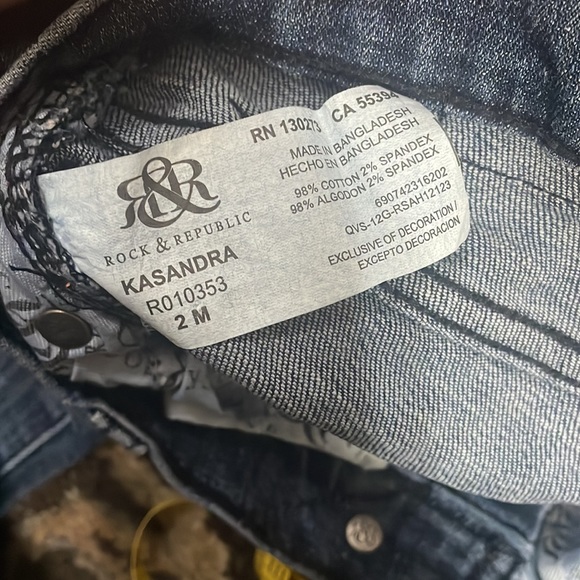 R&R
ROCK & REPUBLIC
KASANDRA
R010353
2 M
RN 130273 CA 55394
MADE IN BANGLADESH
HECHO EN BANGLADESH
98% COTTON 2% SPANDEX
98% ALGODON 2% SPANDEX
690742316202
QVS-12G-RSAH12123
EXCLUSIVE OF DECORATION /
EXCEPTO DECORACION